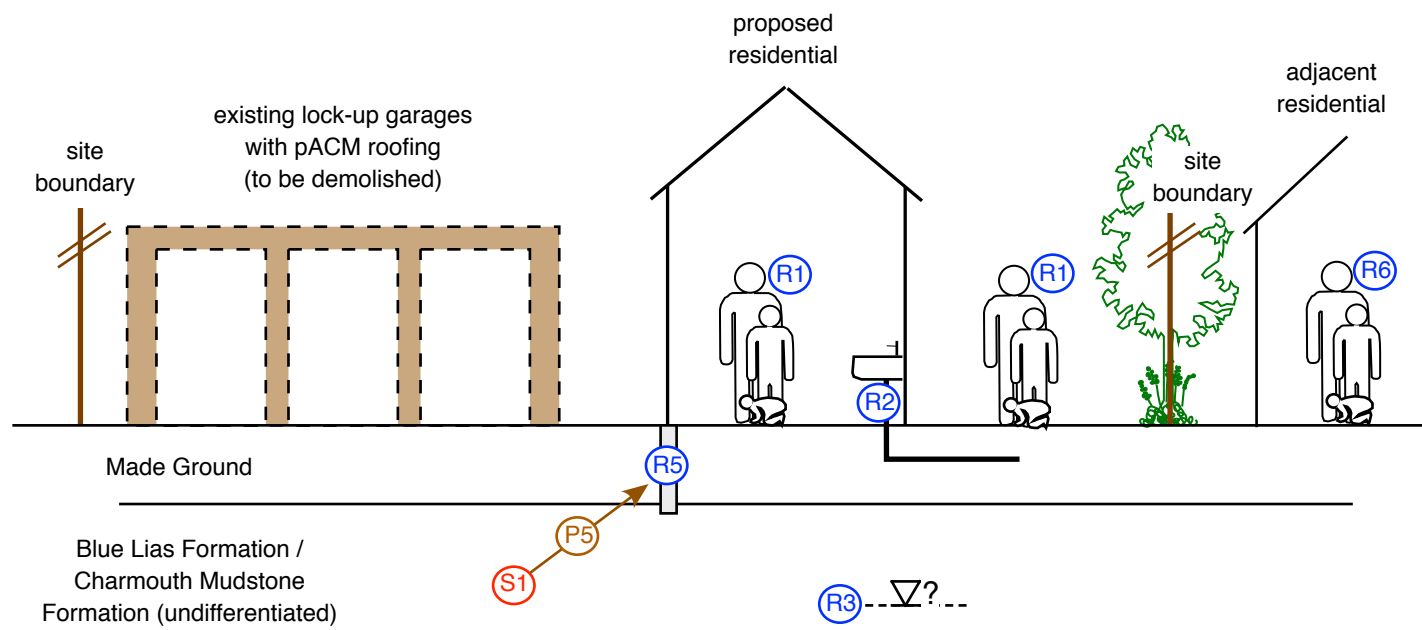 proposed
residential
adjacent
residential
existing lock-up garages
with pACM roofing
(to be demolished)
site
boundary
site
boundary
R1
R1
R6
R2
Made Ground
R5
P5
Blue Lias Formation /
Charmouth Mudstone
Formation (undifferentiated)
S1
R3
?